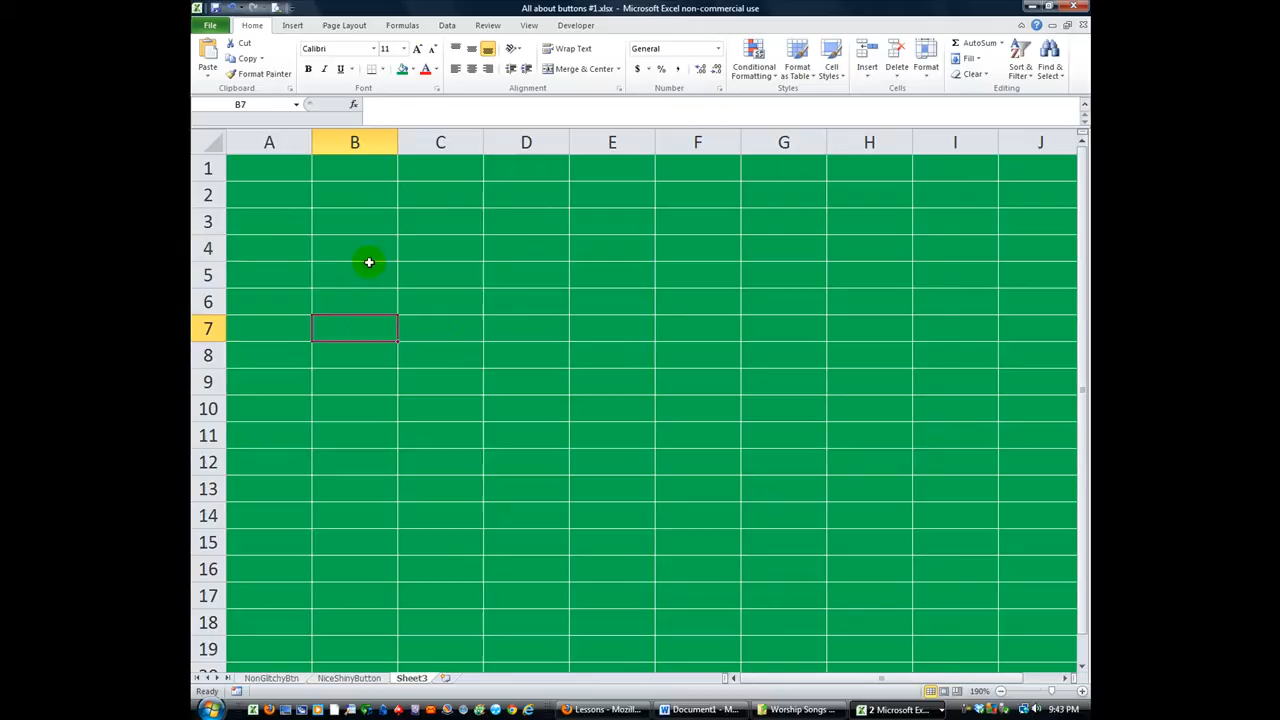 All about buttons #1.xlsx - Microsoft Excel non-commercial use
File Home Insert Page Layout Formulas Data Review View Developer
Paste Cut Copy Format Painter Clipboard
Calibri 11 B I U Font
Wrap Text Merge & Center Alignment
General $ % , Number
Conditional Formatting Format as Table Cell Styles Styles
Insert Delete Format Cells
AutoSum Fill Clear Sort & Filter Find & Select Editing
B7 fx
A B C D E F G H I J
1
2
3
4
5
6
7
8
9
10
11
12
13
14
15
16
17
18
19
NonGlitchyBtn NiceShinyButton Sheet3
Ready 190%
Lessons - Mozill... Document1 - M... Worship Songs ... 2 Microsoft Exc... 9:43 PM